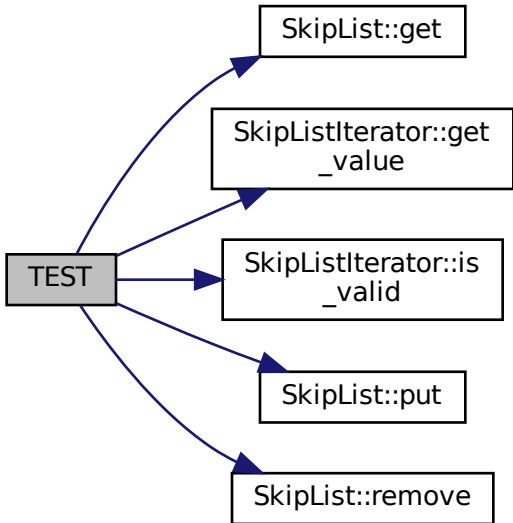 SkipList::get
SkipListIterator::get
_value
TEST
SkipListIterator::is
_valid
SkipList::put
SkipList::remove